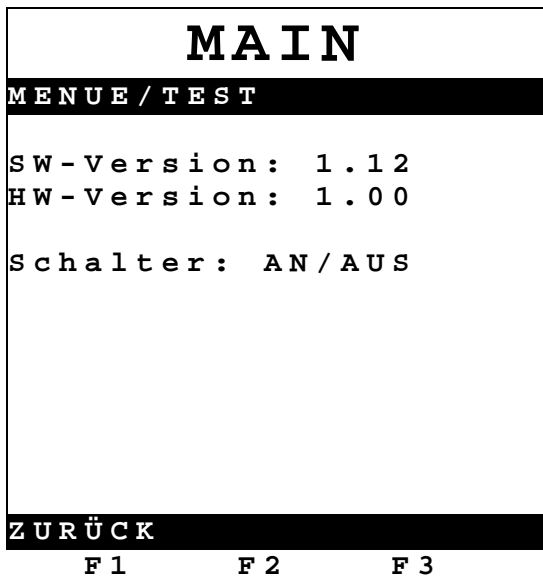 MAIN
MENUE/TEST
SW-Version: 1.12
HW-Version: 1.00
Schalter: AN/AUS
ZURÜCK
F1 F2 F3